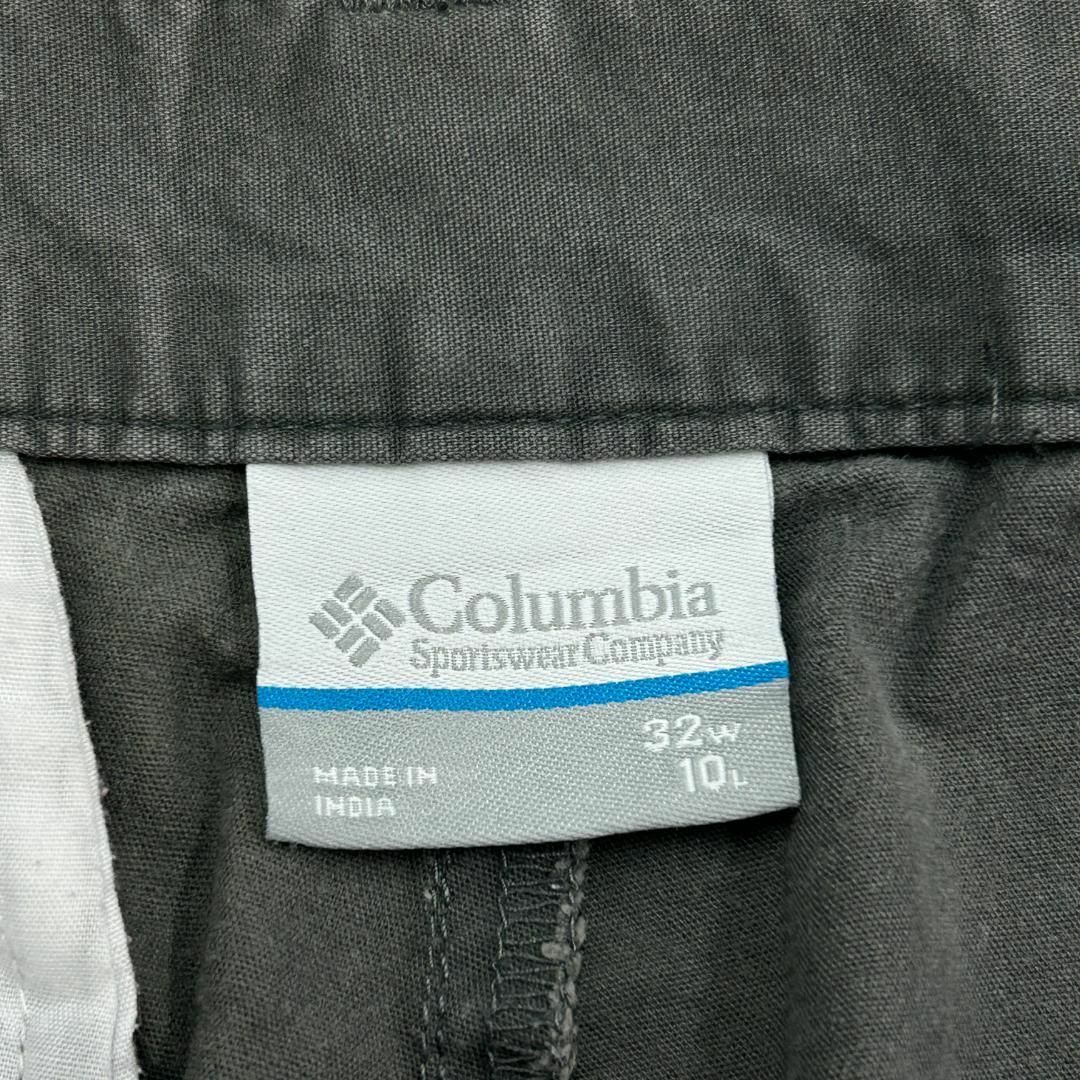 Columbia
Sportswear Company
32W
10L
MADE IN
INDIA